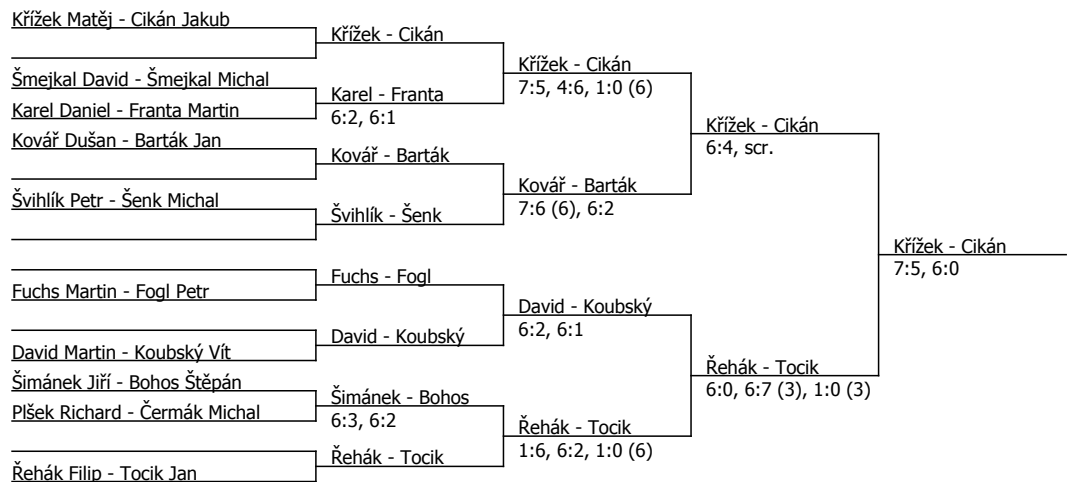 Křížek Matěj - Cikán Jakub
Křížek - Cikán
Křížek - Cikán
7:5, 4:6, 1:0 (6)
Šmejkal David - Šmejkal Michal
Karel - Franta
Karel Daniel - Franta Martin
6:2, 6:1
Křížek - Cikán
6:4, scr.
Kovář Dušan - Barták Jan
Kovář - Barták
Kovář - Barták
7:6 (6), 6:2
Švihlík Petr - Šenk Michal
Švihlík - Šenk
Křížek - Cikán
7:5, 6:0
Fuchs - Fogl
Fuchs Martin - Fogl Petr
David - Koubský
6:2, 6:1
David - Koubský
David Martin - Koubský Vít
Řehák - Tocik
6:0, 6:7 (3), 1:0 (3)
Šimánek Jiří - Bohos Štěpán
Šimánek - Bohos
Plšek Richard - Čermák Michal
6:3, 6:2
Řehák - Tocik
1:6, 6:2, 1:0 (6)
Řehák - Tocik
Řehák Filip - Tocik Jan